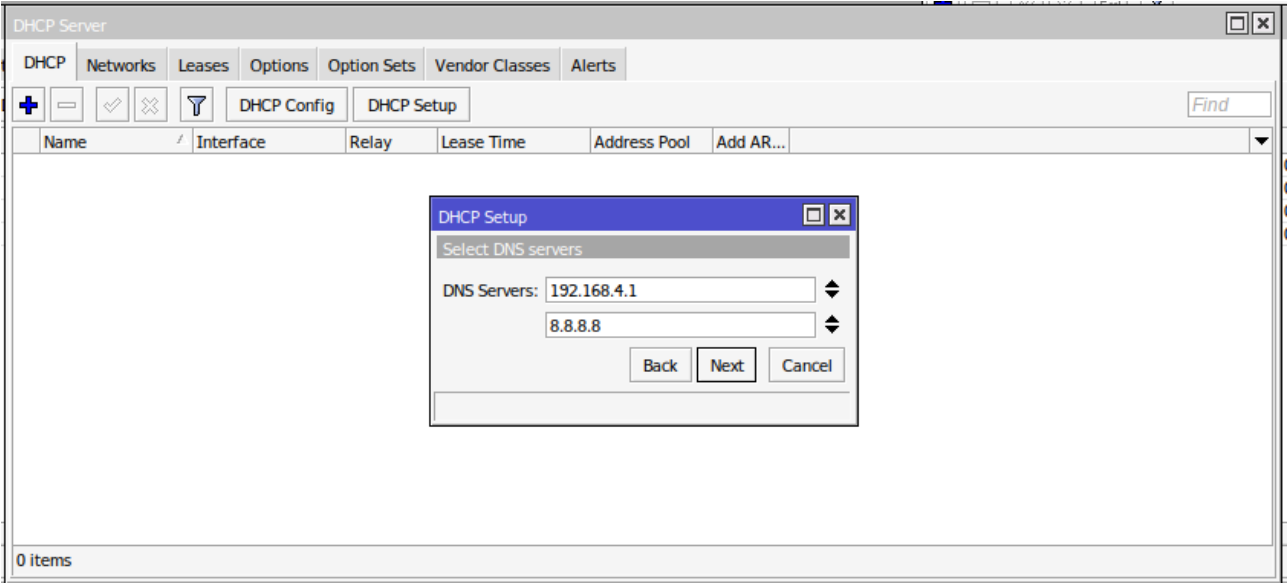 DHCP Server
DHCP Networks Leases Options Option Sets Vendor Classes Alerts
DHCP Config DHCP Setup Find
Name Interface Relay Lease Time Address Pool Add AR...
DHCP Setup
Select DNS servers
DNS Servers: 192.168.4.1
8.8.8.8
Back Next Cancel
0 items